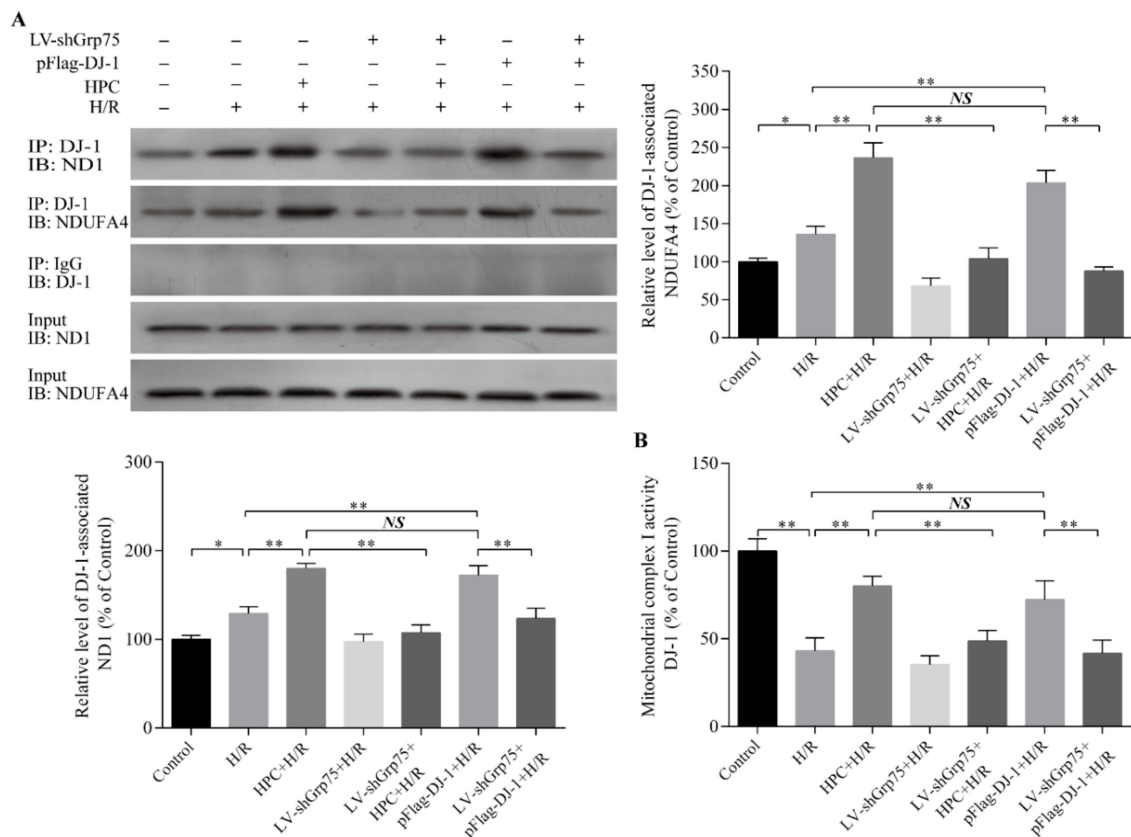 A
LV-shGrp75 – – – + + – +
pFlag-DJ-1 – – – – – + +
HPC – – + – + – –
H/R – + + + + + +
IP: DJ-1
IB: ND1
IP: DJ-1
IB: NDUFA4
IP: IgG
IB: DJ-1
Input
IB: ND1
Input
IB: NDUFA4
Relative level of DJ-1-associated
NDUFA4 (% of Control)
350
300
250
200
150
100
50
0
**
NS
* ** ** **
Control
H/R
HPC+H/R
LV-shGrp75+H/R
LV-shGrp75+
HPC+H/R
pFlag-DJ-1+H/R
LV-shGrp75+
pFlag-DJ-1+H/R
Relative level of DJ-1-associated
ND1 (% of Control)
300
200
100
0
**
NS
* ** ** **
Control
H/R
HPC+H/R
LV-shGrp75+H/R
LV-shGrp75+
HPC+H/R
pFlag-DJ-1+H/R
LV-shGrp75+
pFlag-DJ-1+H/R
B
Mitochondrial complex I activity
DJ-1 (% of Control)
150
100
50
0
**
NS
** ** ** **
Control
H/R
HPC+H/R
LV-shGrp75+H/R
LV-shGrp75+
HPC+H/R
pFlag-DJ-1+H/R
LV-shGrp75+
pFlag-DJ-1+H/R